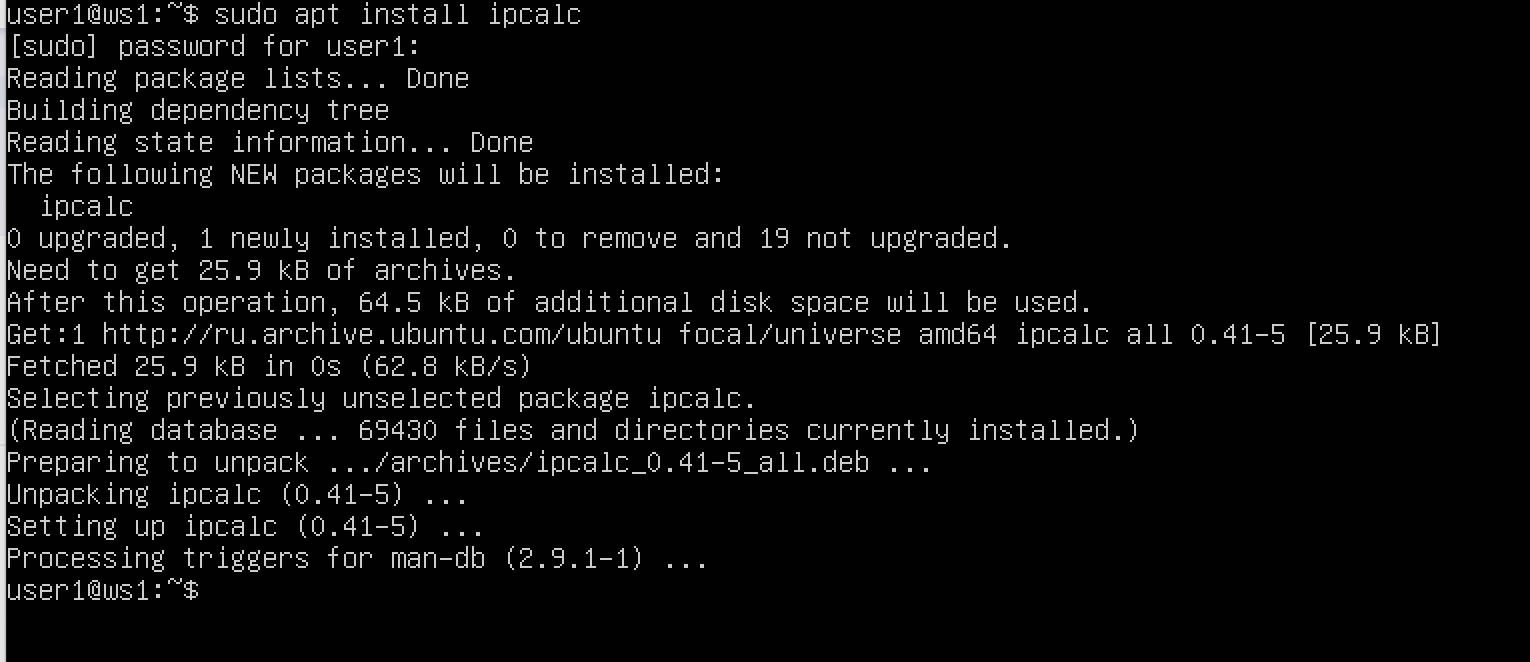 user1@ws1:~$ sudo apt install ipcalc
[sudo] password for user1:
Reading package lists... Done
Building dependency tree
Reading state information... Done
The following NEW packages will be installed:
  ipcalc
0 upgraded, 1 newly installed, 0 to remove and 19 not upgraded.
Need to get 25.9 kB of archives.
After this operation, 64.5 kB of additional disk space will be used.
Get:1 http://ru.archive.ubuntu.com/ubuntu focal/universe amd64 ipcalc all 0.41-5 [25.9 kB]
Fetched 25.9 kB in 0s (62.8 kB/s)
Selecting previously unselected package ipcalc.
(Reading database ... 69430 files and directories currently installed.)
Preparing to unpack .../archives/ipcalc_0.41-5_all.deb ...
Unpacking ipcalc (0.41-5) ...
Setting up ipcalc (0.41-5) ...
Processing triggers for man-db (2.9.1-1) ...
user1@ws1:~$